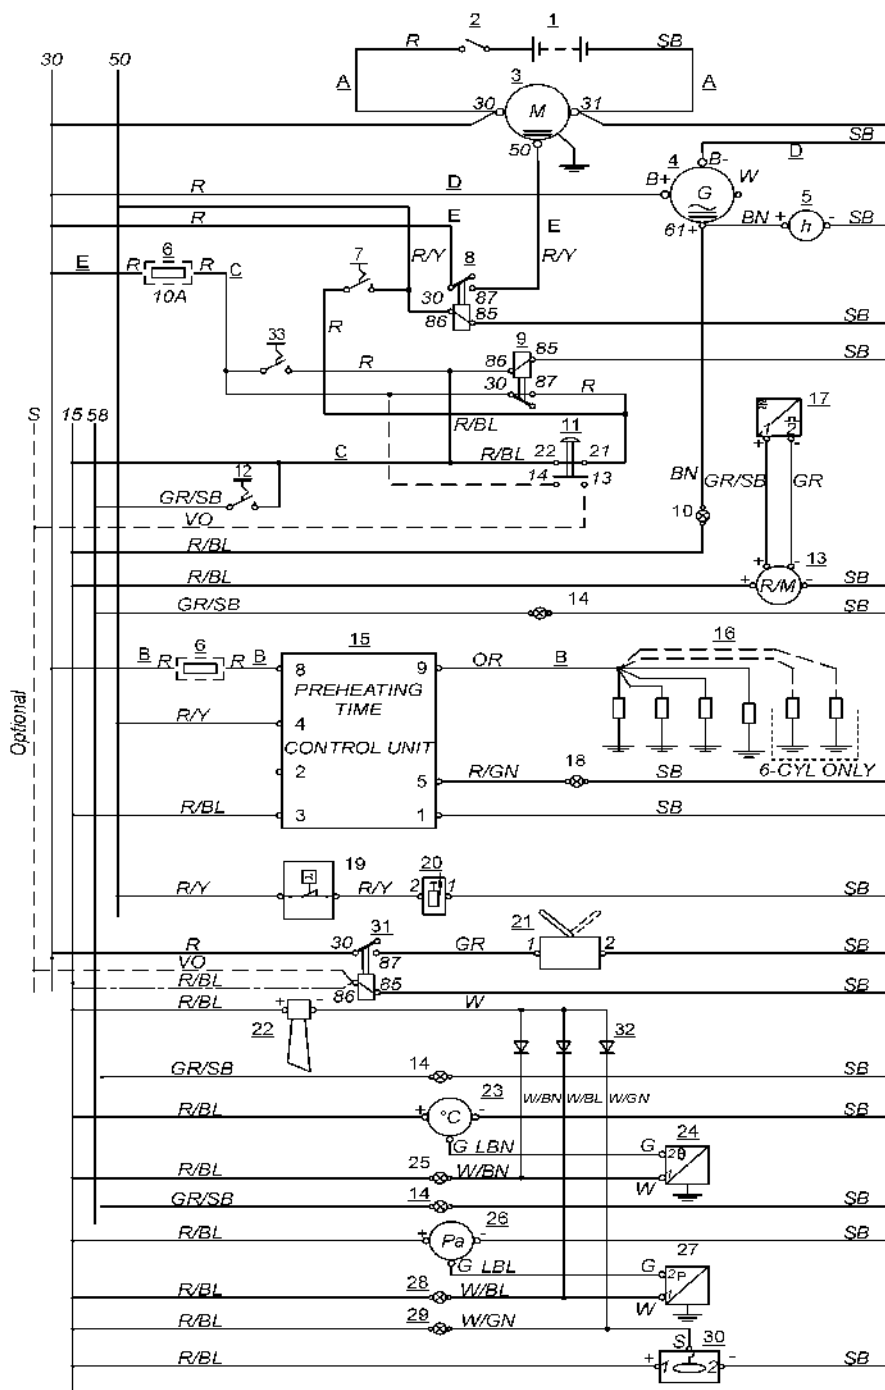 2 1
R SB
30 50 A 3 A
30 M 31
50 SB
4 B- D
R D B+ G W 5
R E E 61+ BN + h - SB
E R 6 R C 7 R/Y 8 R/Y
10A 30 87
86 85 SB
33 R 9
R 86 85 SB
30 87 R
S 15 58 R/BL 11 17
C R/BL 22 21 1 2
12 14 13 + -
GR/SB BN GR/SB GR
VO 10
R/BL + -
R/BL + R/M - 13 SB
GR/SB 14 SB
B R 6 R B 15 16
8 9 OR B
PREHEATING
TIME
R/Y 4
CONTROL UNIT
Optional 2 R/GN 18 SB 6-CYL ONLY
5
R/BL 3 1 SB
19 20
R/Y R/Y 2 1 SB
R 30 31 GR 21 1 2 SB
VO 87
R/BL 86 85 SB
R/BL + - W
22 32
GR/SB 14 SB
23 W/BN W/BL W/GN
R/BL + °C - SB
G LBN G 24
R/BL 25 W/BN W 1
GR/SB 14 SB
26
R/BL + Pa - SB
G LBL G 27
2 P
R/BL 28 W/BL W 1
R/BL 29 W/GN
S 30
R/BL + 1 2 - SB